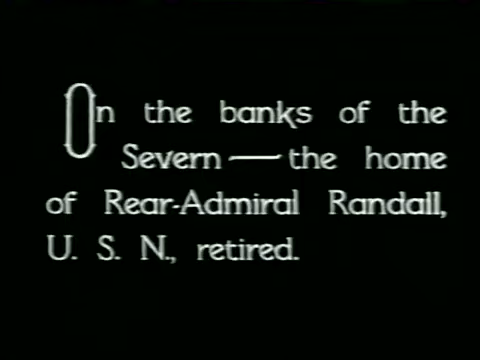 On the banks of the
Severn — the home
of Rear-Admiral Randall,
U. S. N., retired.